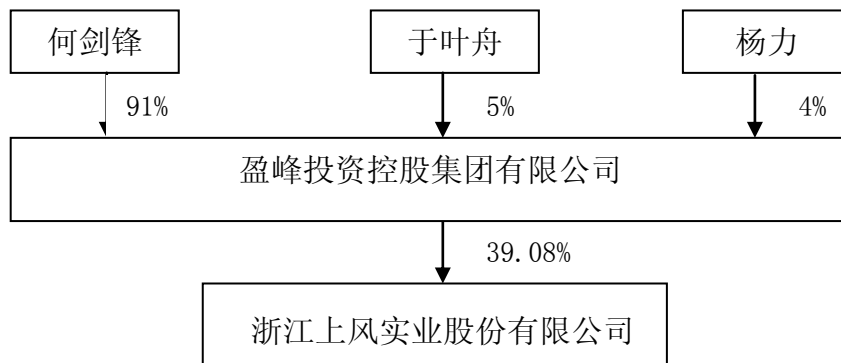 何剑锋 于叶舟 杨力
91% 5% 4%
盈峰投资控股集团有限公司
39.08%
浙江上风实业股份有限公司